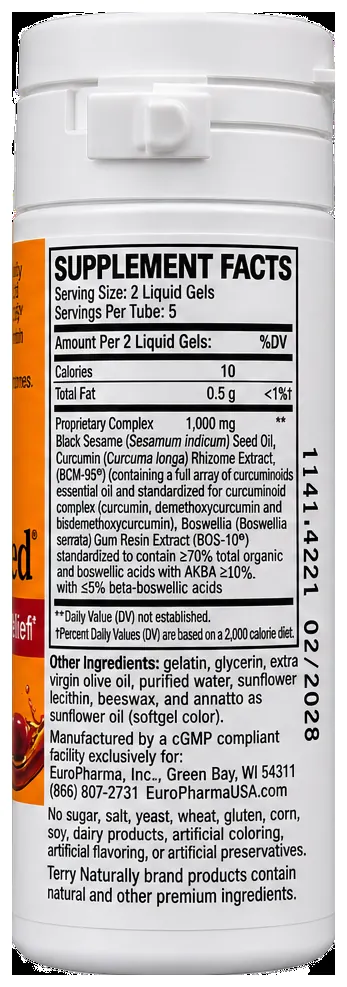 SUPPLEMENT FACTS
Serving Size: 2 Liquid Gels
Servings Per Tube: 5
Amount Per 2 Liquid Gels: %DV
Calories 10
Total Fat 0.5 g <1%†
Proprietary Complex 1,000 mg **
Black Sesame (Sesamum indicum) Seed Oil,
Curcumin (Curcuma longa) Rhizome Extract,
(BCM-95®) (containing a full array of curcuminoids
essential oil and standardized for curcuminoid
complex (curcumin, demethoxycurcumin and
bisdemethoxycurcumin), Boswellia (Boswellia
serrata) Gum Resin Extract (BOS-10®)
standardized to contain ≥70% total organic
and boswellic acids with AKBA ≥10%.
with ≤5% beta-boswellic acids
**Daily Value (DV) not established.
†Percent Daily Values (DV) are based on a 2,000 calorie diet.
Other Ingredients: gelatin, glycerin, extra
virgin olive oil, purified water, sunflower
lecithin, beeswax, and annatto as
sunflower oil (softgel color).
Manufactured by a cGMP compliant
facility exclusively for:
EuroPharma, Inc., Green Bay, WI 54311
(866) 807-2731 EuroPharmaUSA.com
No sugar, salt, yeast, wheat, gluten, corn,
soy, dairy products, artificial coloring,
artificial flavoring, or artificial preservatives.
Terry Naturally brand products contain
natural and other premium ingredients.
1141.4221 02/2028